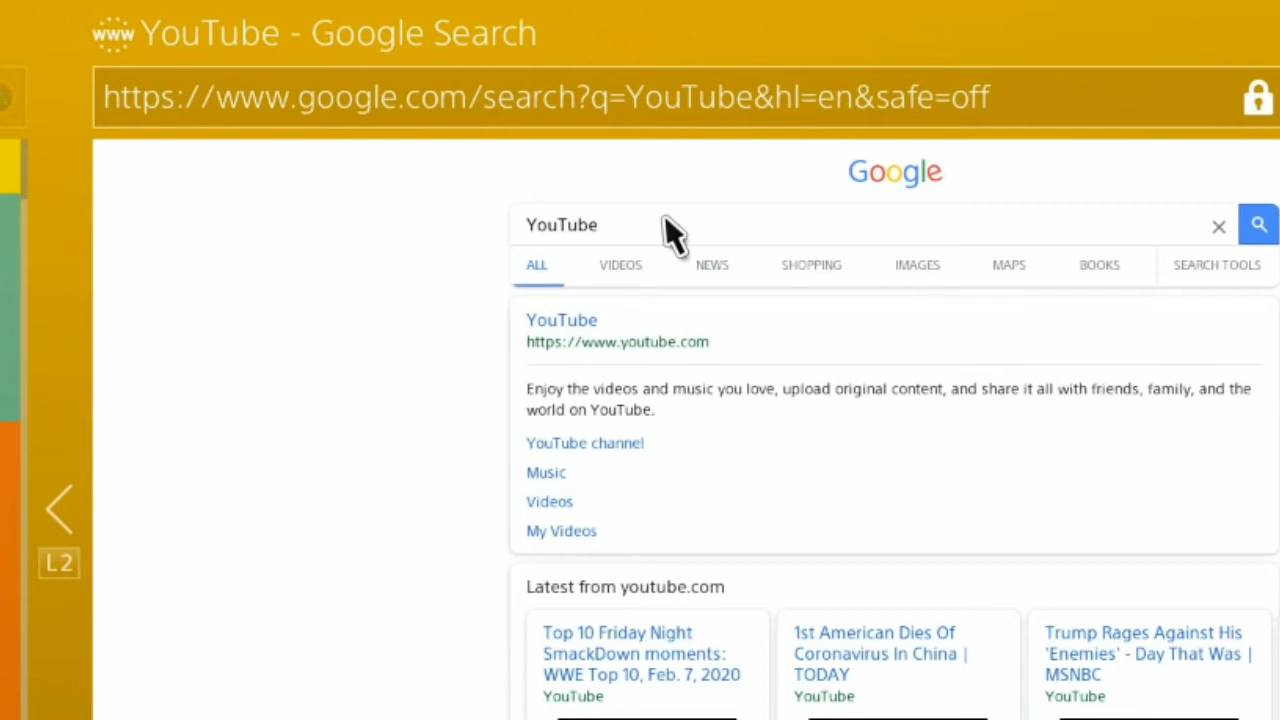 www YouTube - Google Search
https://www.google.com/search?q=YouTube&hl=en&safe=off
Google
YouTube
ALL VIDEOS NEWS SHOPPING IMAGES MAPS BOOKS SEARCH TOOLS
YouTube
https://www.youtube.com
Enjoy the videos and music you love, upload original content, and share it all with friends, family, and the
world on YouTube.
YouTube channel
Music
Videos
My Videos
L2
Latest from youtube.com
Top 10 Friday Night
SmackDown moments:
WWE Top 10, Feb. 7, 2020
YouTube
1st American Dies Of
Coronavirus In China |
TODAY
YouTube
Trump Rages Against His
'Enemies' - Day That Was |
MSNBC
YouTube